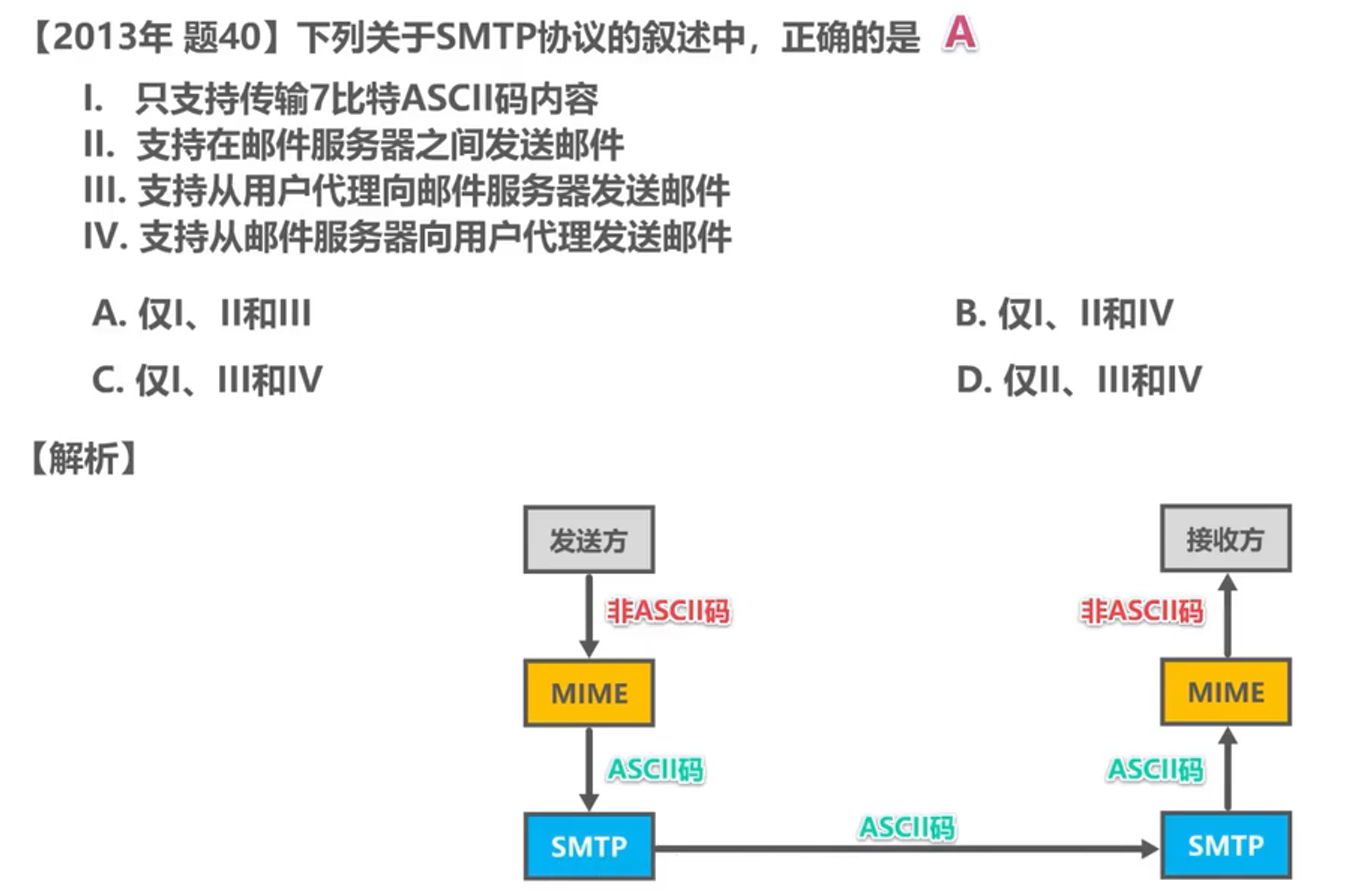 【2013年 题40】下列关于SMTP协议的叙述中，正确的是 A
I. 只支持传输7比特ASCII码内容
II. 支持在邮件服务器之间发送邮件
III. 支持从用户代理向邮件服务器发送邮件
IV. 支持从邮件服务器向用户代理发送邮件
A. 仅I、II和III
B. 仅I、II和IV
C. 仅I、III和IV
D. 仅II、III和IV
【解析】
发送方
接收方
非ASCII码
非ASCII码
MIME
MIME
ASCII码
ASCII码
SMTP
ASCII码
SMTP